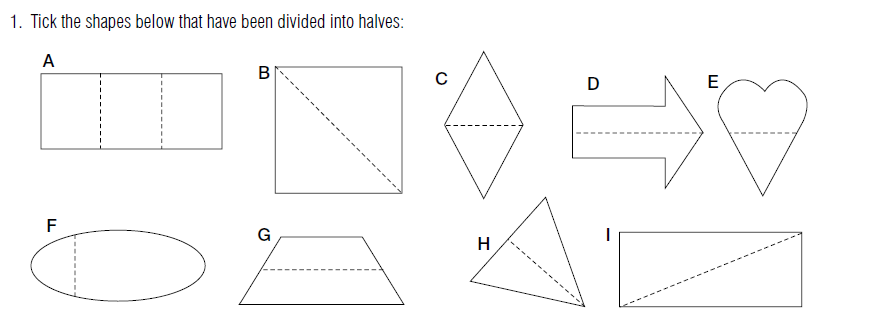 1. Tick the shapes below that have been divided into halves:
A
B
C
D
E
F
G
H
I